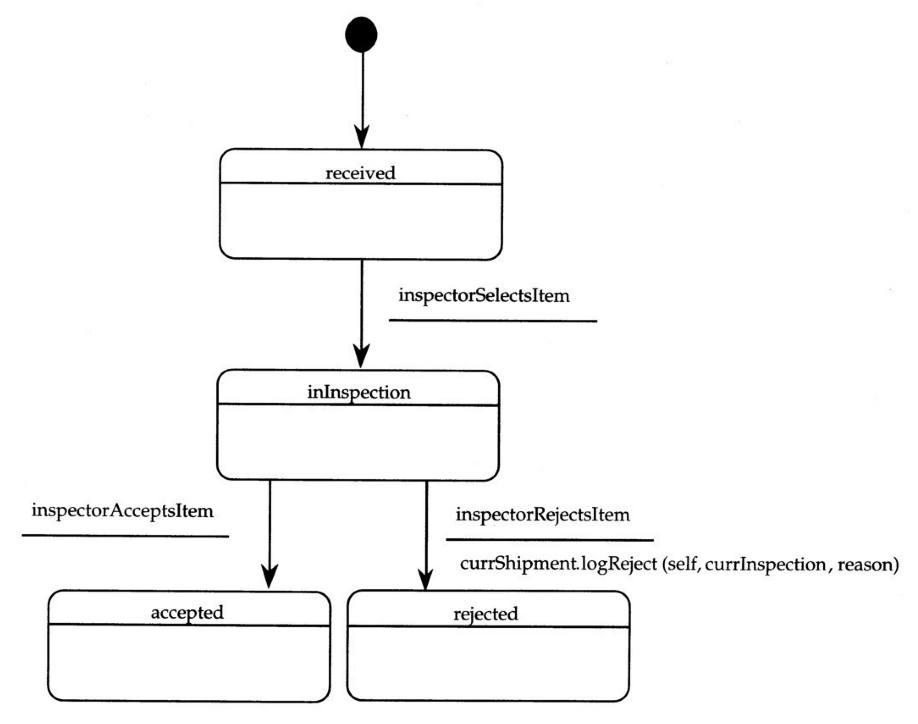 received
inspectorSelectsItem
inInspection
inspectorAcceptsItem
inspectorRejectsItem
currShipment.logReject (self, currInspection, reason)
accepted
rejected